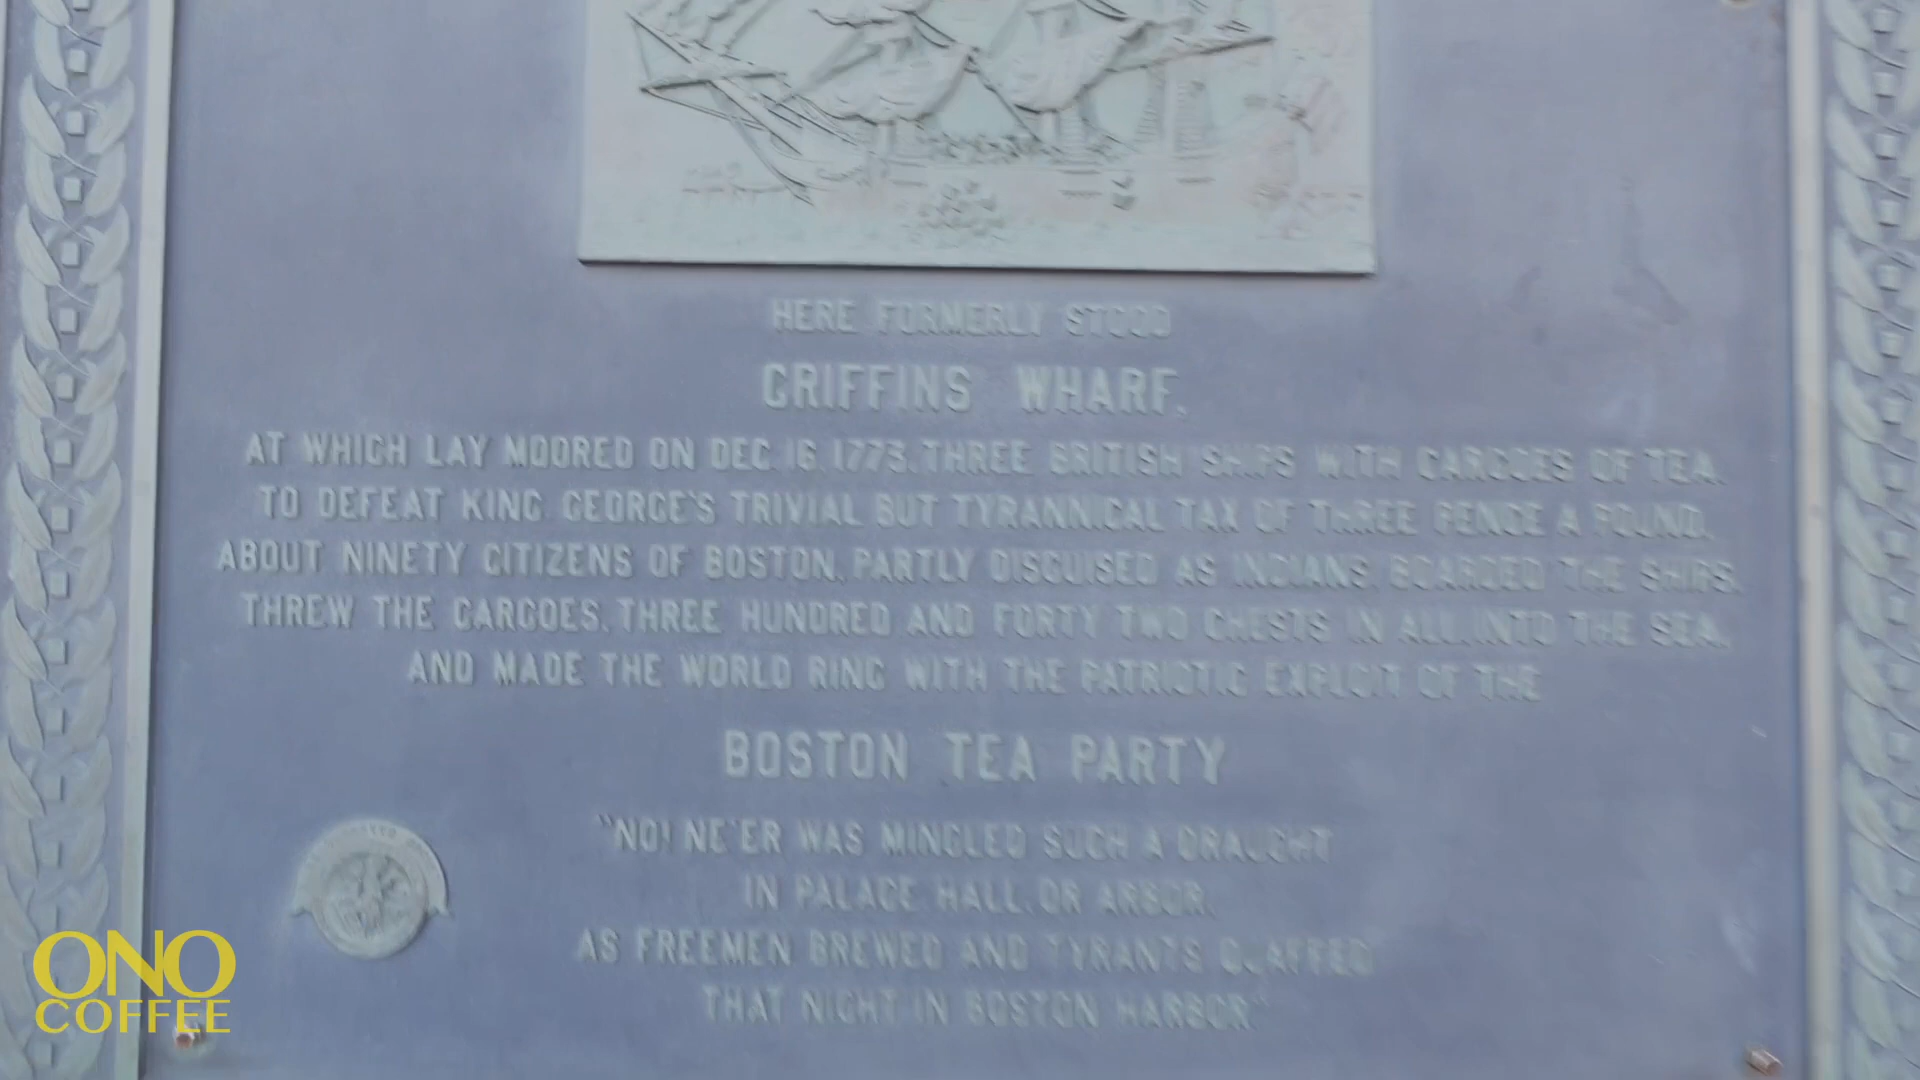 HERE FORMERLY STOOD
GRIFFINS WHARF,
AT WHICH LAY MOORED ON DEC. 16, 1773, THREE BRITISH SHIPS WITH CARGOES OF TEA.
TO DEFEAT KING GEORGE'S TRIVIAL BUT TYRANNICAL TAX OF THREE PENCE A POUND,
ABOUT NINETY CITIZENS OF BOSTON, PARTLY DISGUISED AS INDIANS, BOARDED THE SHIPS,
THREW THE CARGOES, THREE HUNDRED AND FORTY TWO CHESTS IN ALL, INTO THE SEA,
AND MADE THE WORLD RING WITH THE PATRIOTIC EXPLOIT OF THE
BOSTON TEA PARTY
"NO! NE'ER WAS MINGLED SUCH A DRAUGHT
IN PALACE, HALL, OR ARBOR,
AS FREEMEN BREWED AND TYRANTS QUAFFED
THAT NIGHT IN BOSTON HARBOR."
ONO
COFFEE